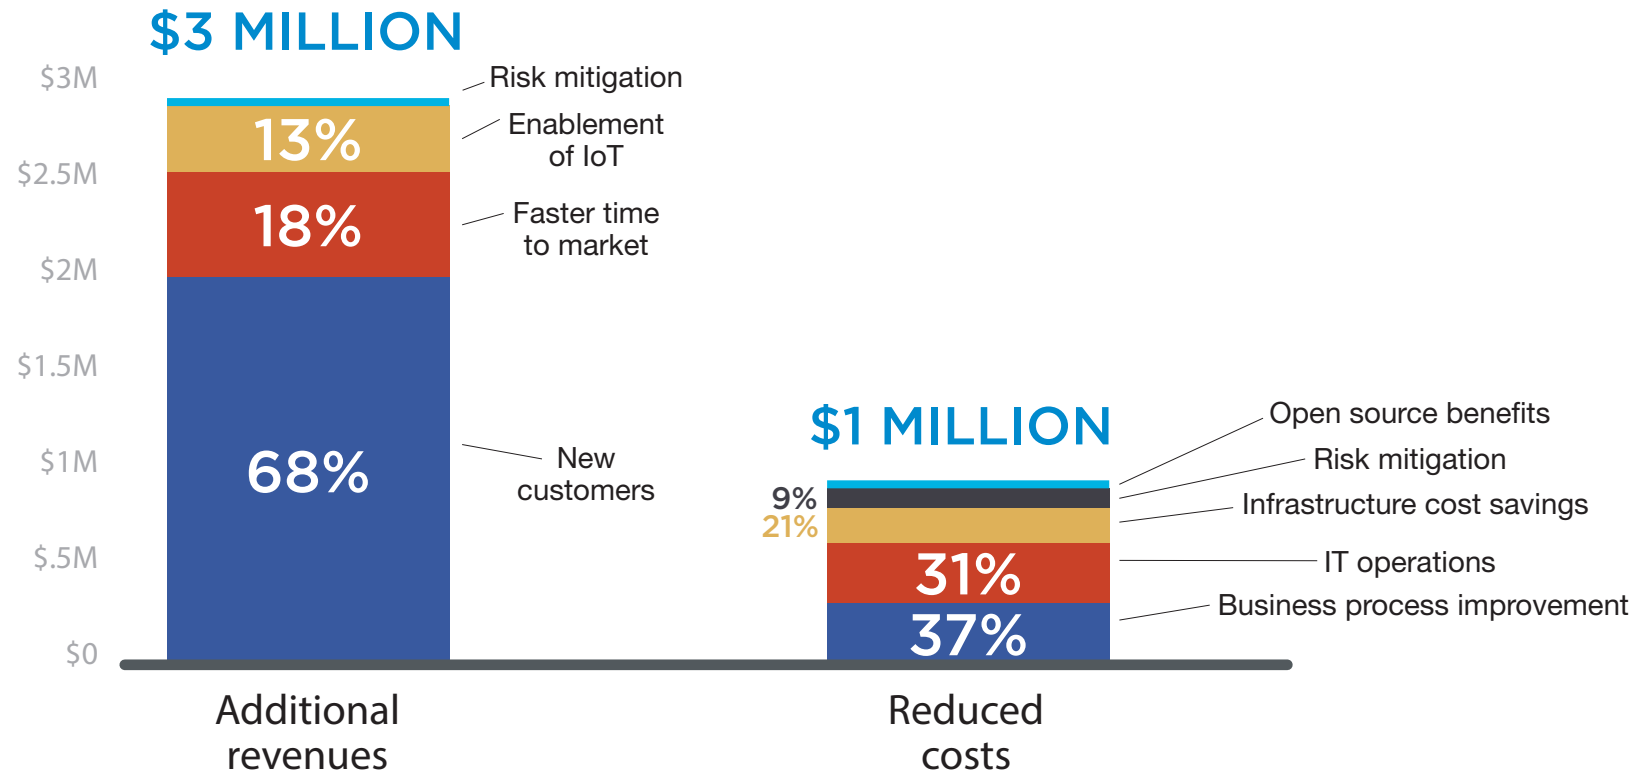 $3 MILLION
$3M
$2.5M
$2M
$1.5M
$1M
$.5M
$0
13%
18%
68%
Risk mitigation
Enablement
of IoT
Faster time
to market
New
customers
$1 MILLION
9%
21%
31%
37%
Open source benefits
Risk mitigation
Infrastructure cost savings
IT operations
Business process improvement
Additional
revenues
Reduced
costs